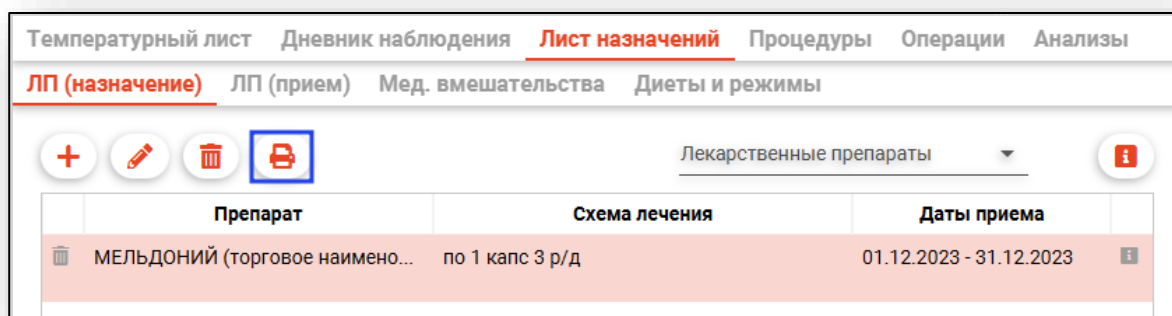 Температурный лист Дневник наблюдения Лист назначений Процедуры Операции Анализы
ЛП (назначение) ЛП (прием) Мед. вмешательства Диеты и режимы
Лекарственные препараты
Препарат Схема лечения Даты приема
МЕЛЬДОНИЙ (торговое наимено... по 1 капс 3 р/д 01.12.2023 - 31.12.2023